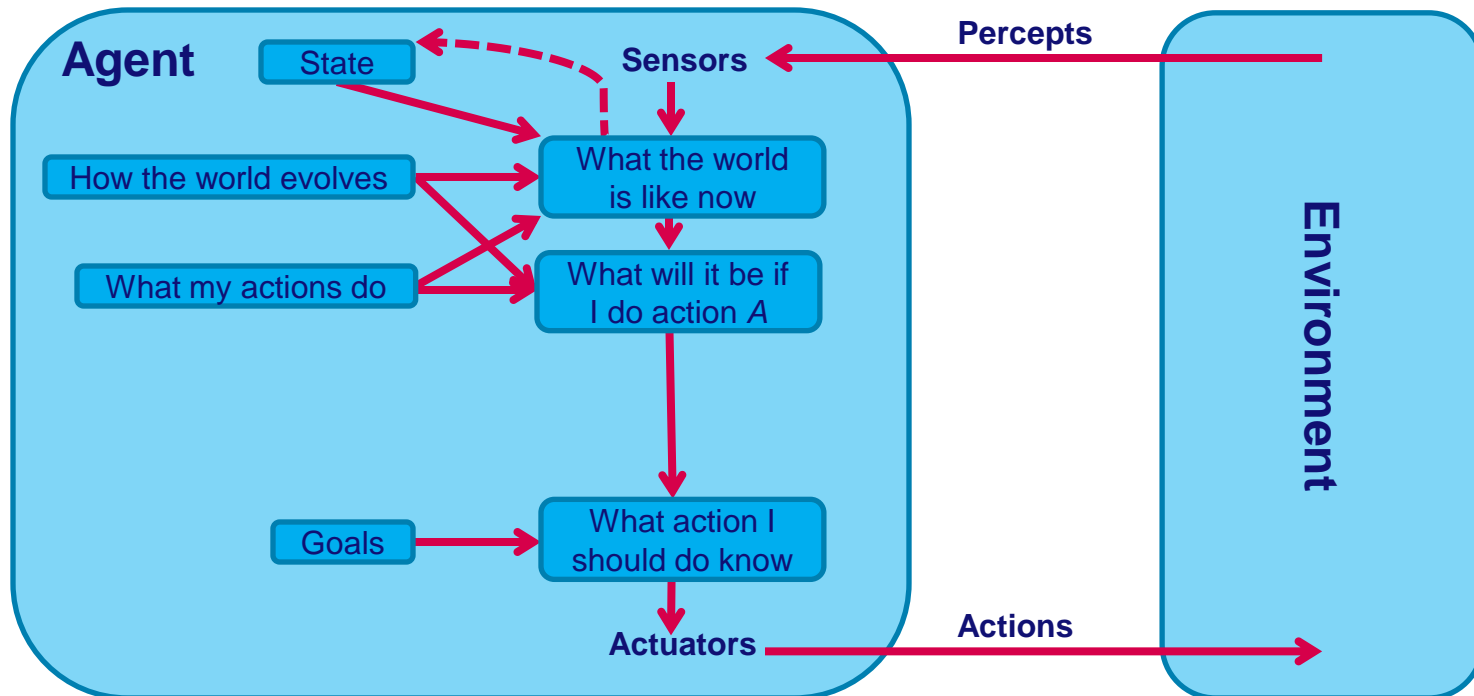 Agent
State
Sensors
Percepts
What the world
is like now
How the world evolves
What my actions do
What will it be if
I do action A
Environment
Goals
What action I
should do know
Actuators
Actions